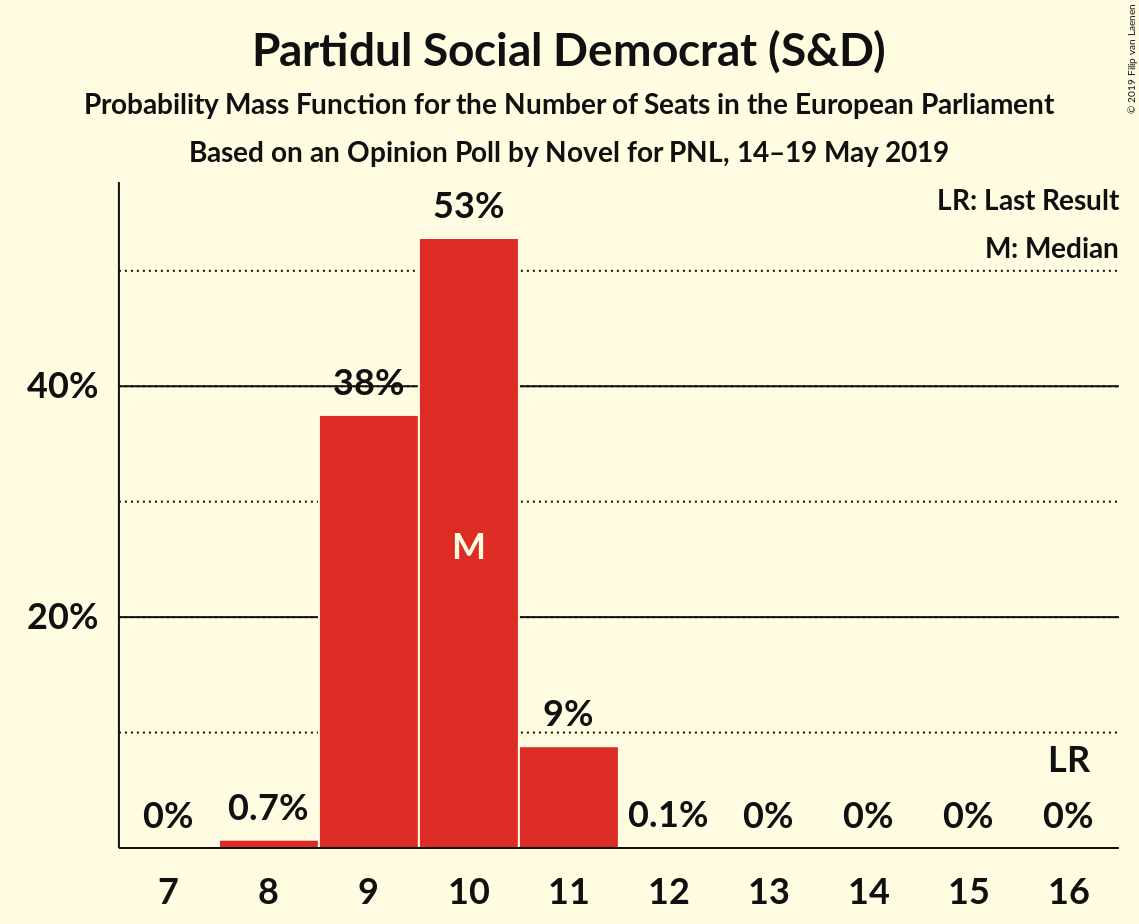 Partidul Social Democrat (S&D)
Probability Mass Function for the Number of Seats in the European Parliament
Based on an Opinion Poll by Novel for PNL, 14–19 May 2019
© 2019 Filip van Laenen
LR: Last Result
M: Median
53%
40%
38%
M
20%
9%
LR
0%
0.7%
0.1%
0%
0%
0%
0%
7 8 9 10 11 12 13 14 15 16